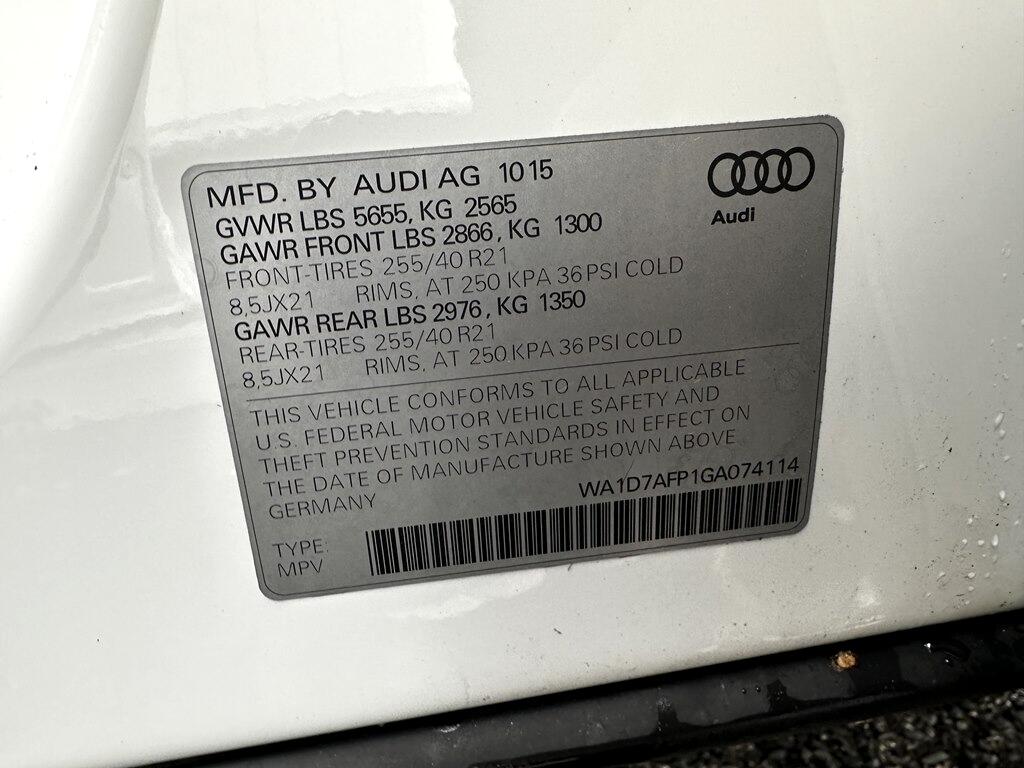 MFD. BY AUDI AG 10 15
GVWR LBS 5655, KG 2565
GAWR FRONT LBS 2866, KG 1300
FRONT-TIRES 255/40 R21
8,5JX21 RIMS, AT 250 KPA 36 PSI COLD
GAWR REAR LBS 2976, KG 1350
REAR-TIRES 255/40 R21
8,5JX21 RIMS, AT 250 KPA 36 PSI COLD
Audi
THIS VEHICLE CONFORMS TO ALL APPLICABLE
U.S. FEDERAL MOTOR VEHICLE SAFETY AND
THEFT PREVENTION STANDARDS IN EFFECT ON
THE DATE OF MANUFACTURE SHOWN ABOVE
GERMANY WA1D7AFP1GA074114
TYPE:
MPV